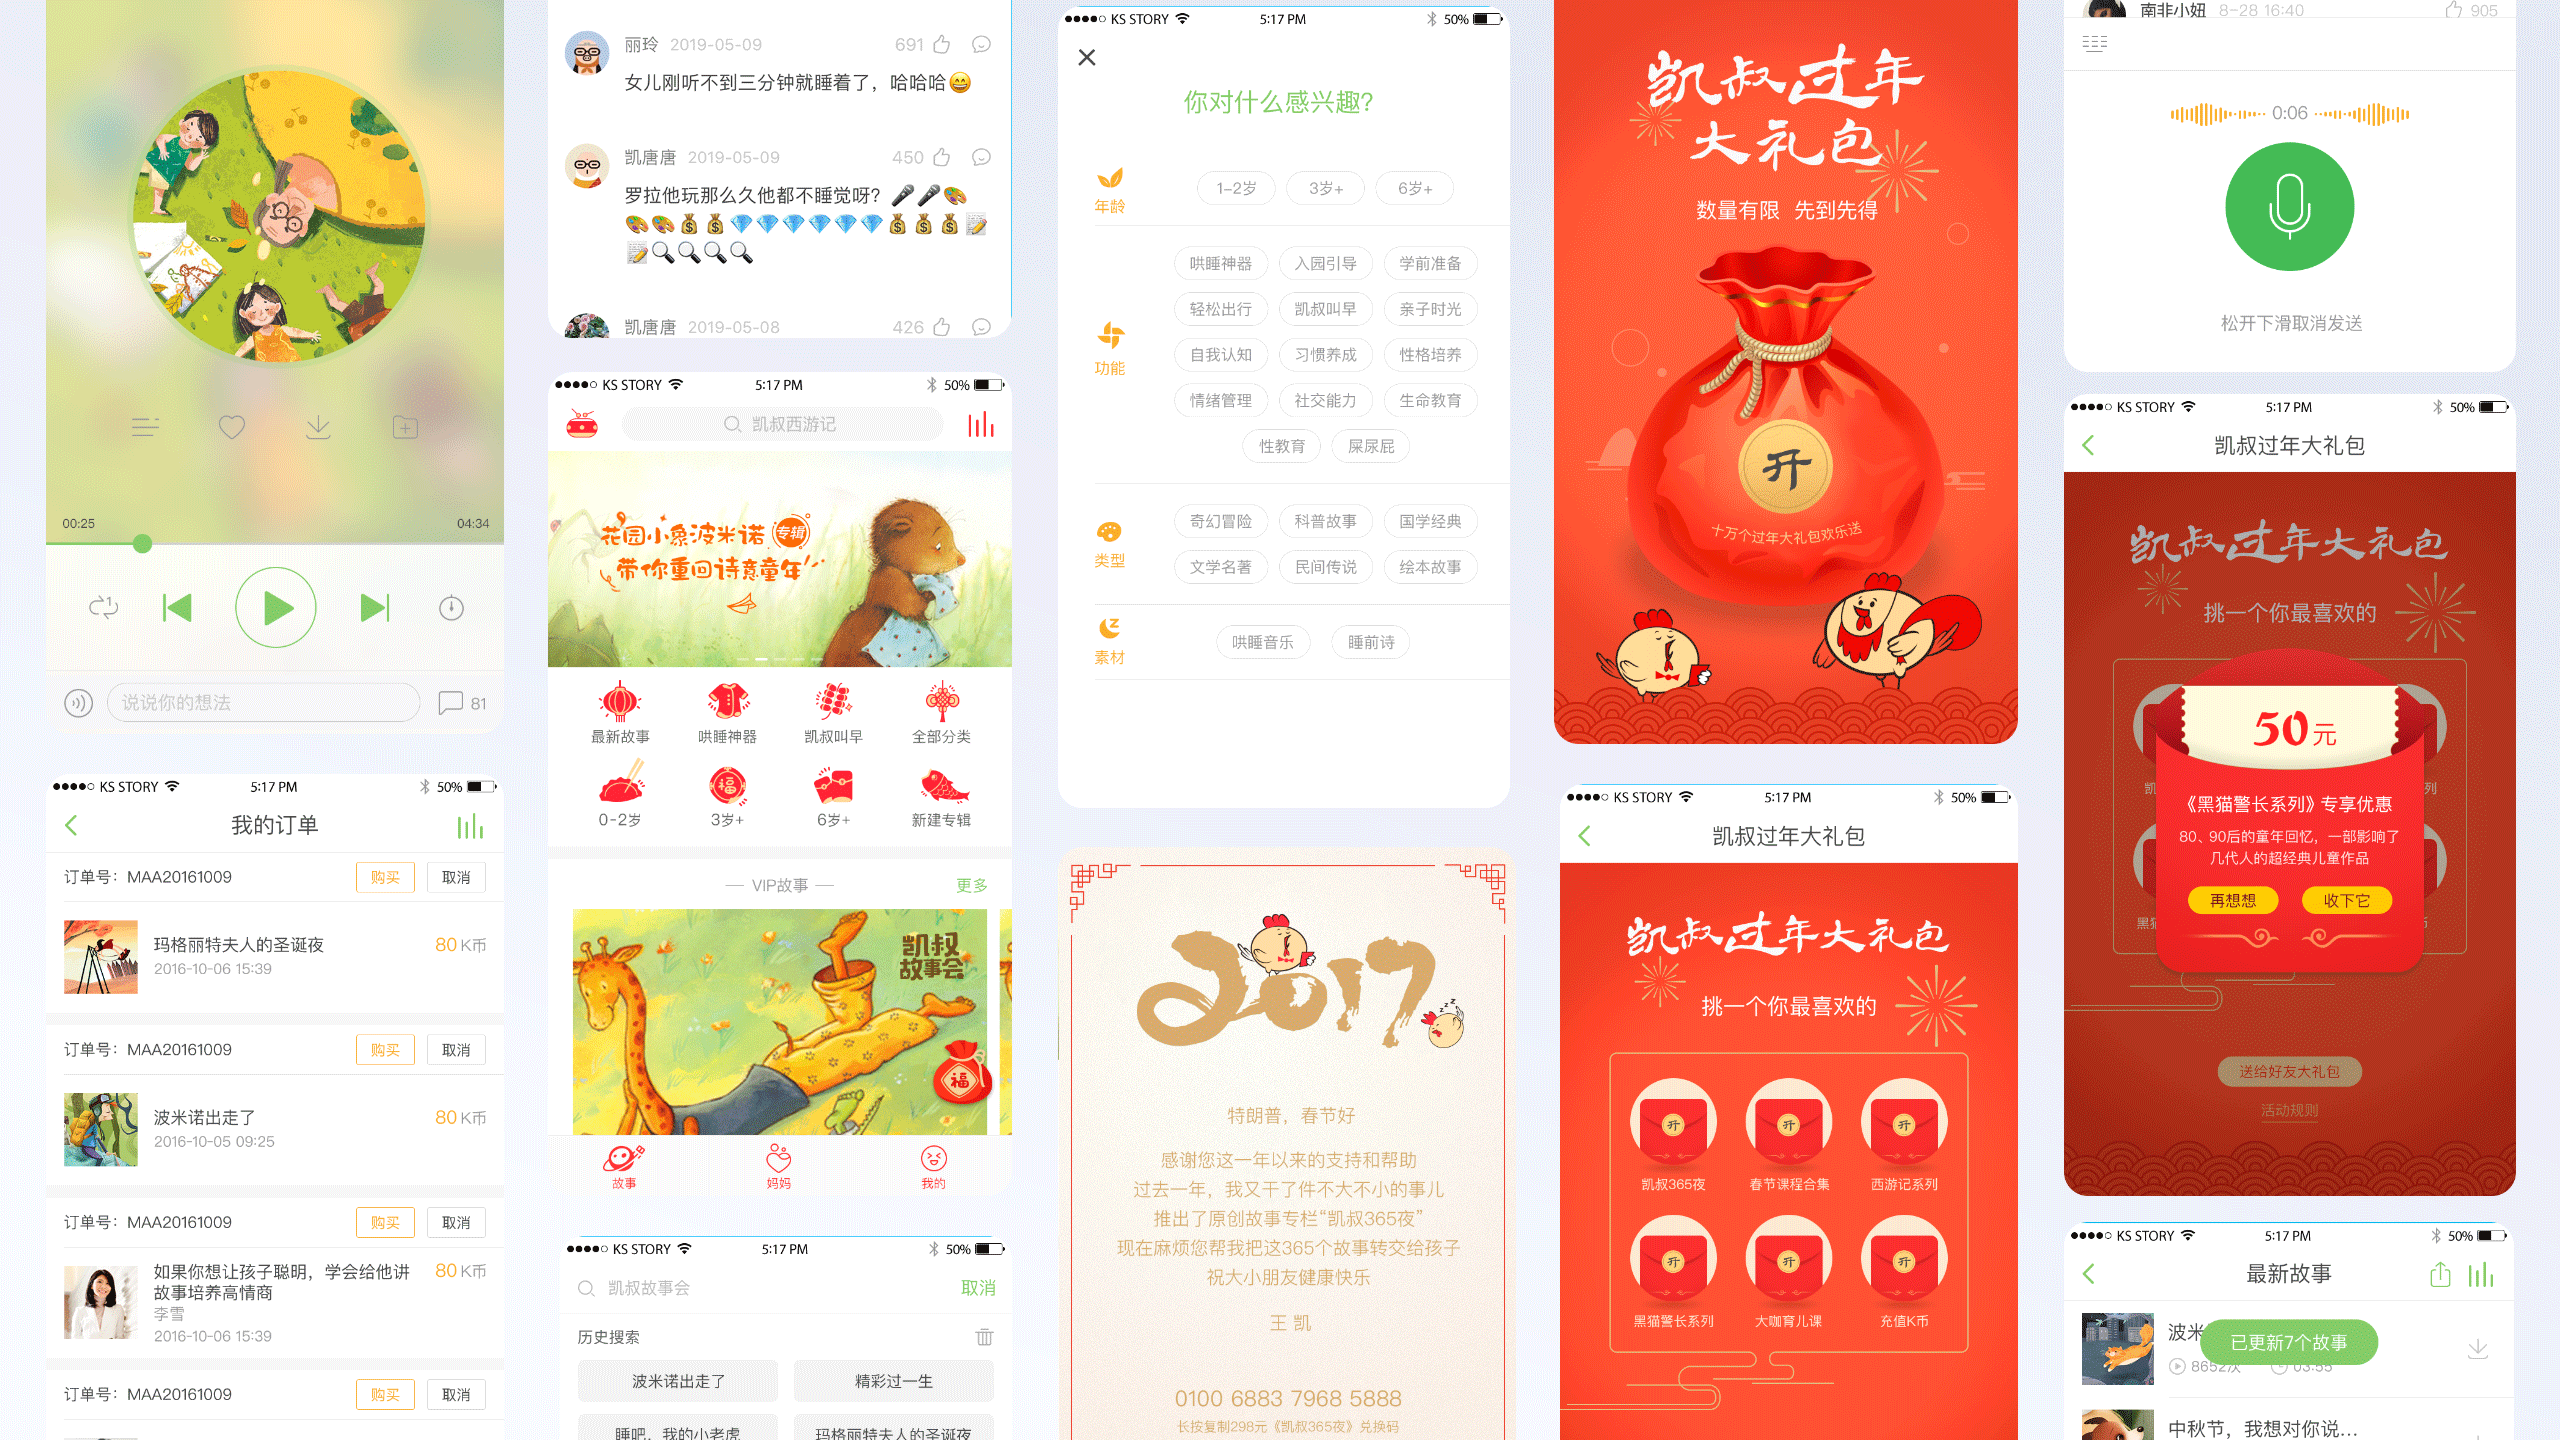 00:25
04:34
说说你的想法
81
KS STORY
5:17 PM
50%
我的订单
订单号：MAA20161009
购买
取消
玛格丽特夫人的圣诞夜
80 K币
2016-10-06 15:39
订单号：MAA20161009
购买
取消
波米诺出走了
80 K币
2016-10-05 09:25
订单号：MAA20161009
购买
取消
如果你想让孩子聪明，学会给他讲
故事培养高情商
80 K币
李雪
2016-10-06 15:39
订单号：MAA20161009
购买
取消
丽玲 2019-05-09
691
女儿刚听不到三分钟就睡着了，哈哈哈😄
凯唐唐 2019-05-09
450
罗拉他玩那么久他都不睡觉呀？🎤🎤🎨
🎨🎨💰💰💎💎💎💎💎💎💰💰💰📝
📝🔍🔍🔍🔍
凯唐唐 2019-05-08
426
KS STORY
5:17 PM
50%
凯叔西游记
花园小象波米诺 专辑
带你重回诗意童年
最新故事
哄睡神器
凯叔叫早
全部分类
福
0-2岁
3岁+
6岁+
新建专辑
VIP故事
更多
凯叔
故事会
福
故事
妈妈
我的
KS STORY
5:17 PM
50%
凯叔故事会
取消
历史搜索
波米诺出走了
精彩过一生
睡吧，我的小老虎
玛格丽特夫人的圣诞夜
KS STORY
5:17 PM
50%
你对什么感兴趣？
年龄
1-2岁
3岁+
6岁+
功能
哄睡神器
入园引导
学前准备
轻松出行
凯叔叫早
亲子时光
自我认知
习惯养成
性格培养
情绪管理
社交能力
生命教育
性教育
屎尿屁
类型
奇幻冒险
科普故事
国学经典
文学名著
民间传说
绘本故事
素材
哄睡音乐
睡前诗
2017
特朗普，春节好
感谢您这一年以来的支持和帮助
过去一年，我又干了件不大不小的事儿
推出了原创故事专栏“凯叔365夜”
现在麻烦您帮我把这365个故事转交给孩子
祝大小朋友健康快乐
王 凯
0100 6883 7968 5888
长按复制298元《凯叔365夜》兑换码
凯叔过年
大礼包
数量有限 先到先得
开
十万个过年大礼包欢乐送
KS STORY
5:17 PM
50%
凯叔过年大礼包
凯叔过年大礼包
挑一个你最喜欢的
开
开
开
凯叔365夜
春节课程合集
西游记系列
开
开
开
黑猫警长系列
大咖育儿课
充值K币
南非小妞 8-28 16:40
905
0:06
松开下滑取消发送
KS STORY
5:17 PM
50%
凯叔过年大礼包
凯叔过年大礼包
挑一个你最喜欢的
50元
凯
列
《黑猫警长系列》专享优惠
80、90后的童年回忆，一部影响了
几代人的超经典儿童作品
再想想
收下它
黑
币
送给好友大礼包
活动规则
KS STORY
5:17 PM
50%
最新故事
波米
已更新7个故事
8652次
03:55
中秋节，我想对你说...